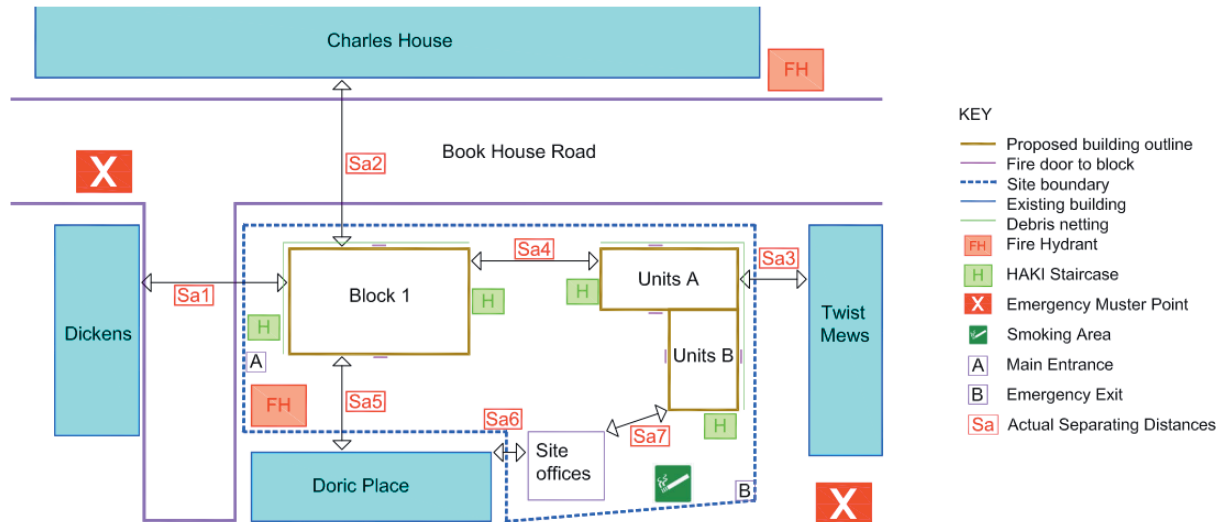 Charles House
FH
Book House Road
X
Sa2
Sa4
Sa3
Sa1
Block 1
H
H
H
Units A
Dickens
A
Units B
Twist
Mews
FH
Sa5
Sa6
Sa7
H
Site
offices
Doric Place
B
X
KEY
Proposed building outline
Fire door to block
Site boundary
Existing building
Debris netting
FH Fire Hydrant
H HAKI Staircase
X Emergency Muster Point
Smoking Area
A Main Entrance
B Emergency Exit
Sa Actual Separating Distances